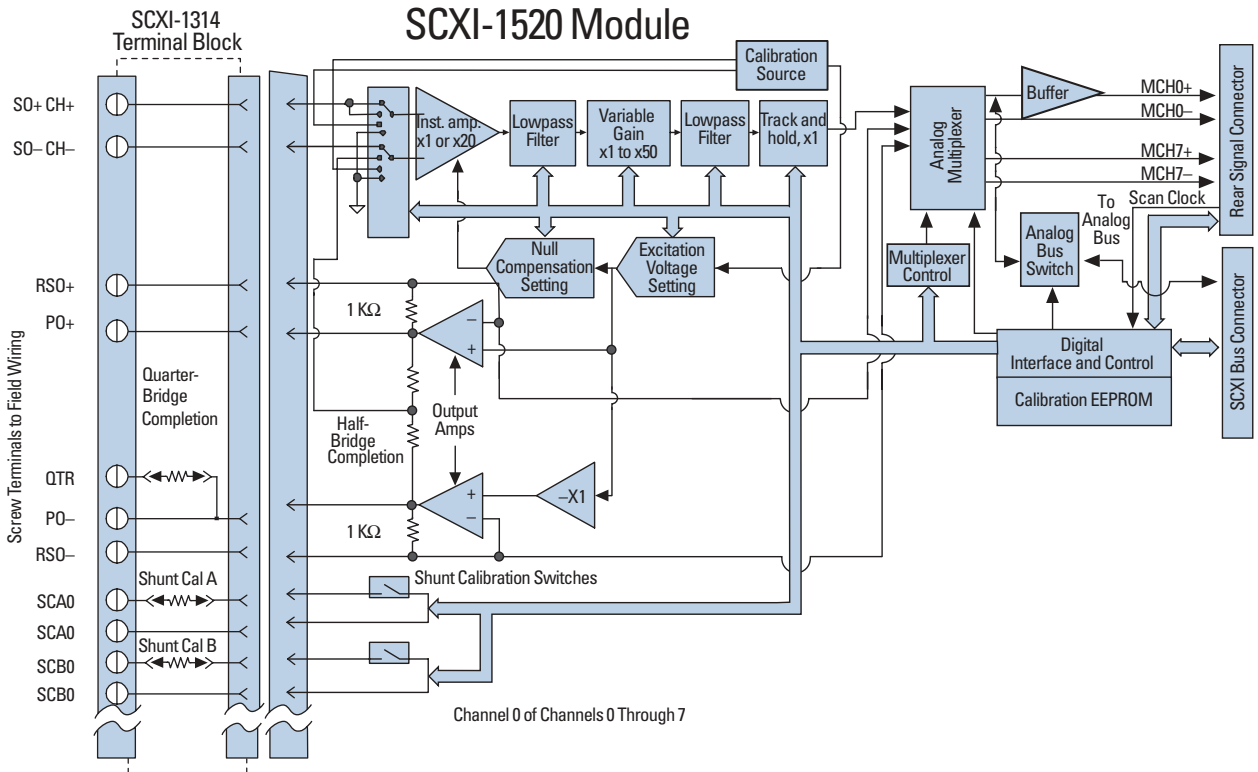 SCXI-1314
Terminal Block
SCXI-1520 Module
SO+ CH+
SO– CH–
RSO+
PO+
QTR
PO–
RSO–
SCA0
SCA0
SCB0
SCB0
Screw Terminals to Field Wiring
Quarter-
Bridge
Completion
Shunt Cal A
Shunt Cal B
Inst. amp.
x1 or x20
Lowpass
Filter
Variable
Gain
x1 to x50
Lowpass
Filter
Track and
hold, x1
Calibration
Source
Null
Compensation
Setting
Excitation
Voltage
Setting
1 KΩ
–
+
Half-
Bridge
Completion
Output
Amps
+
–
–X1
1 KΩ
Shunt Calibration Switches
Channel 0 of Channels 0 Through 7
Analog
Multiplexer
Buffer
MCH0+
MCH0–
MCH7+
MCH7–
Scan Clock
To
Analog
Bus
Multiplexer
Control
Analog
Bus
Switch
Digital
Interface and Control
Calibration EEPROM
Rear Signal Connector
SCXI Bus Connector